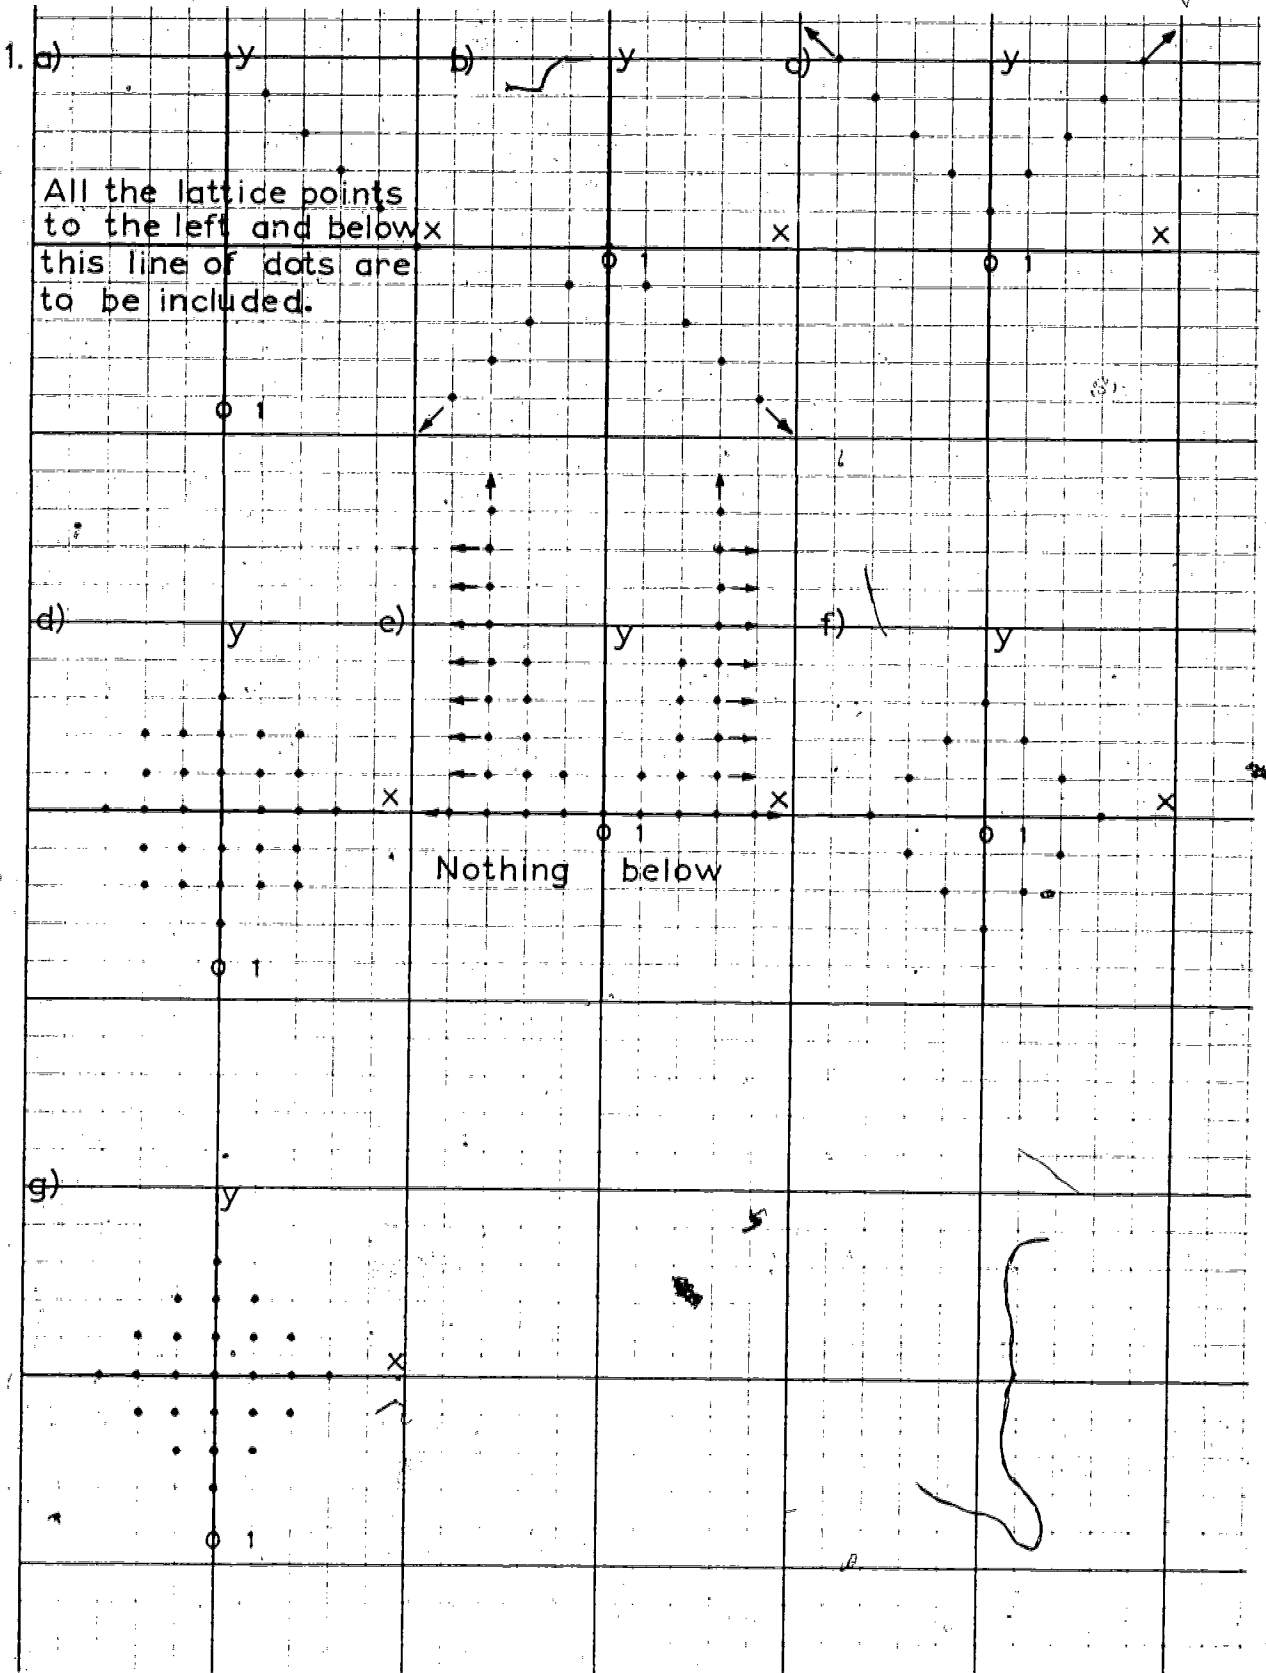 1. a) y b) y c) y
All the lattide points
to the left and below x x x
this line of dots are 0 1 0 1
to be included.
0 1
d) y e) y f) y
x x x
0 1 0 1
Nothing below
0 1
g) y
x
0 1